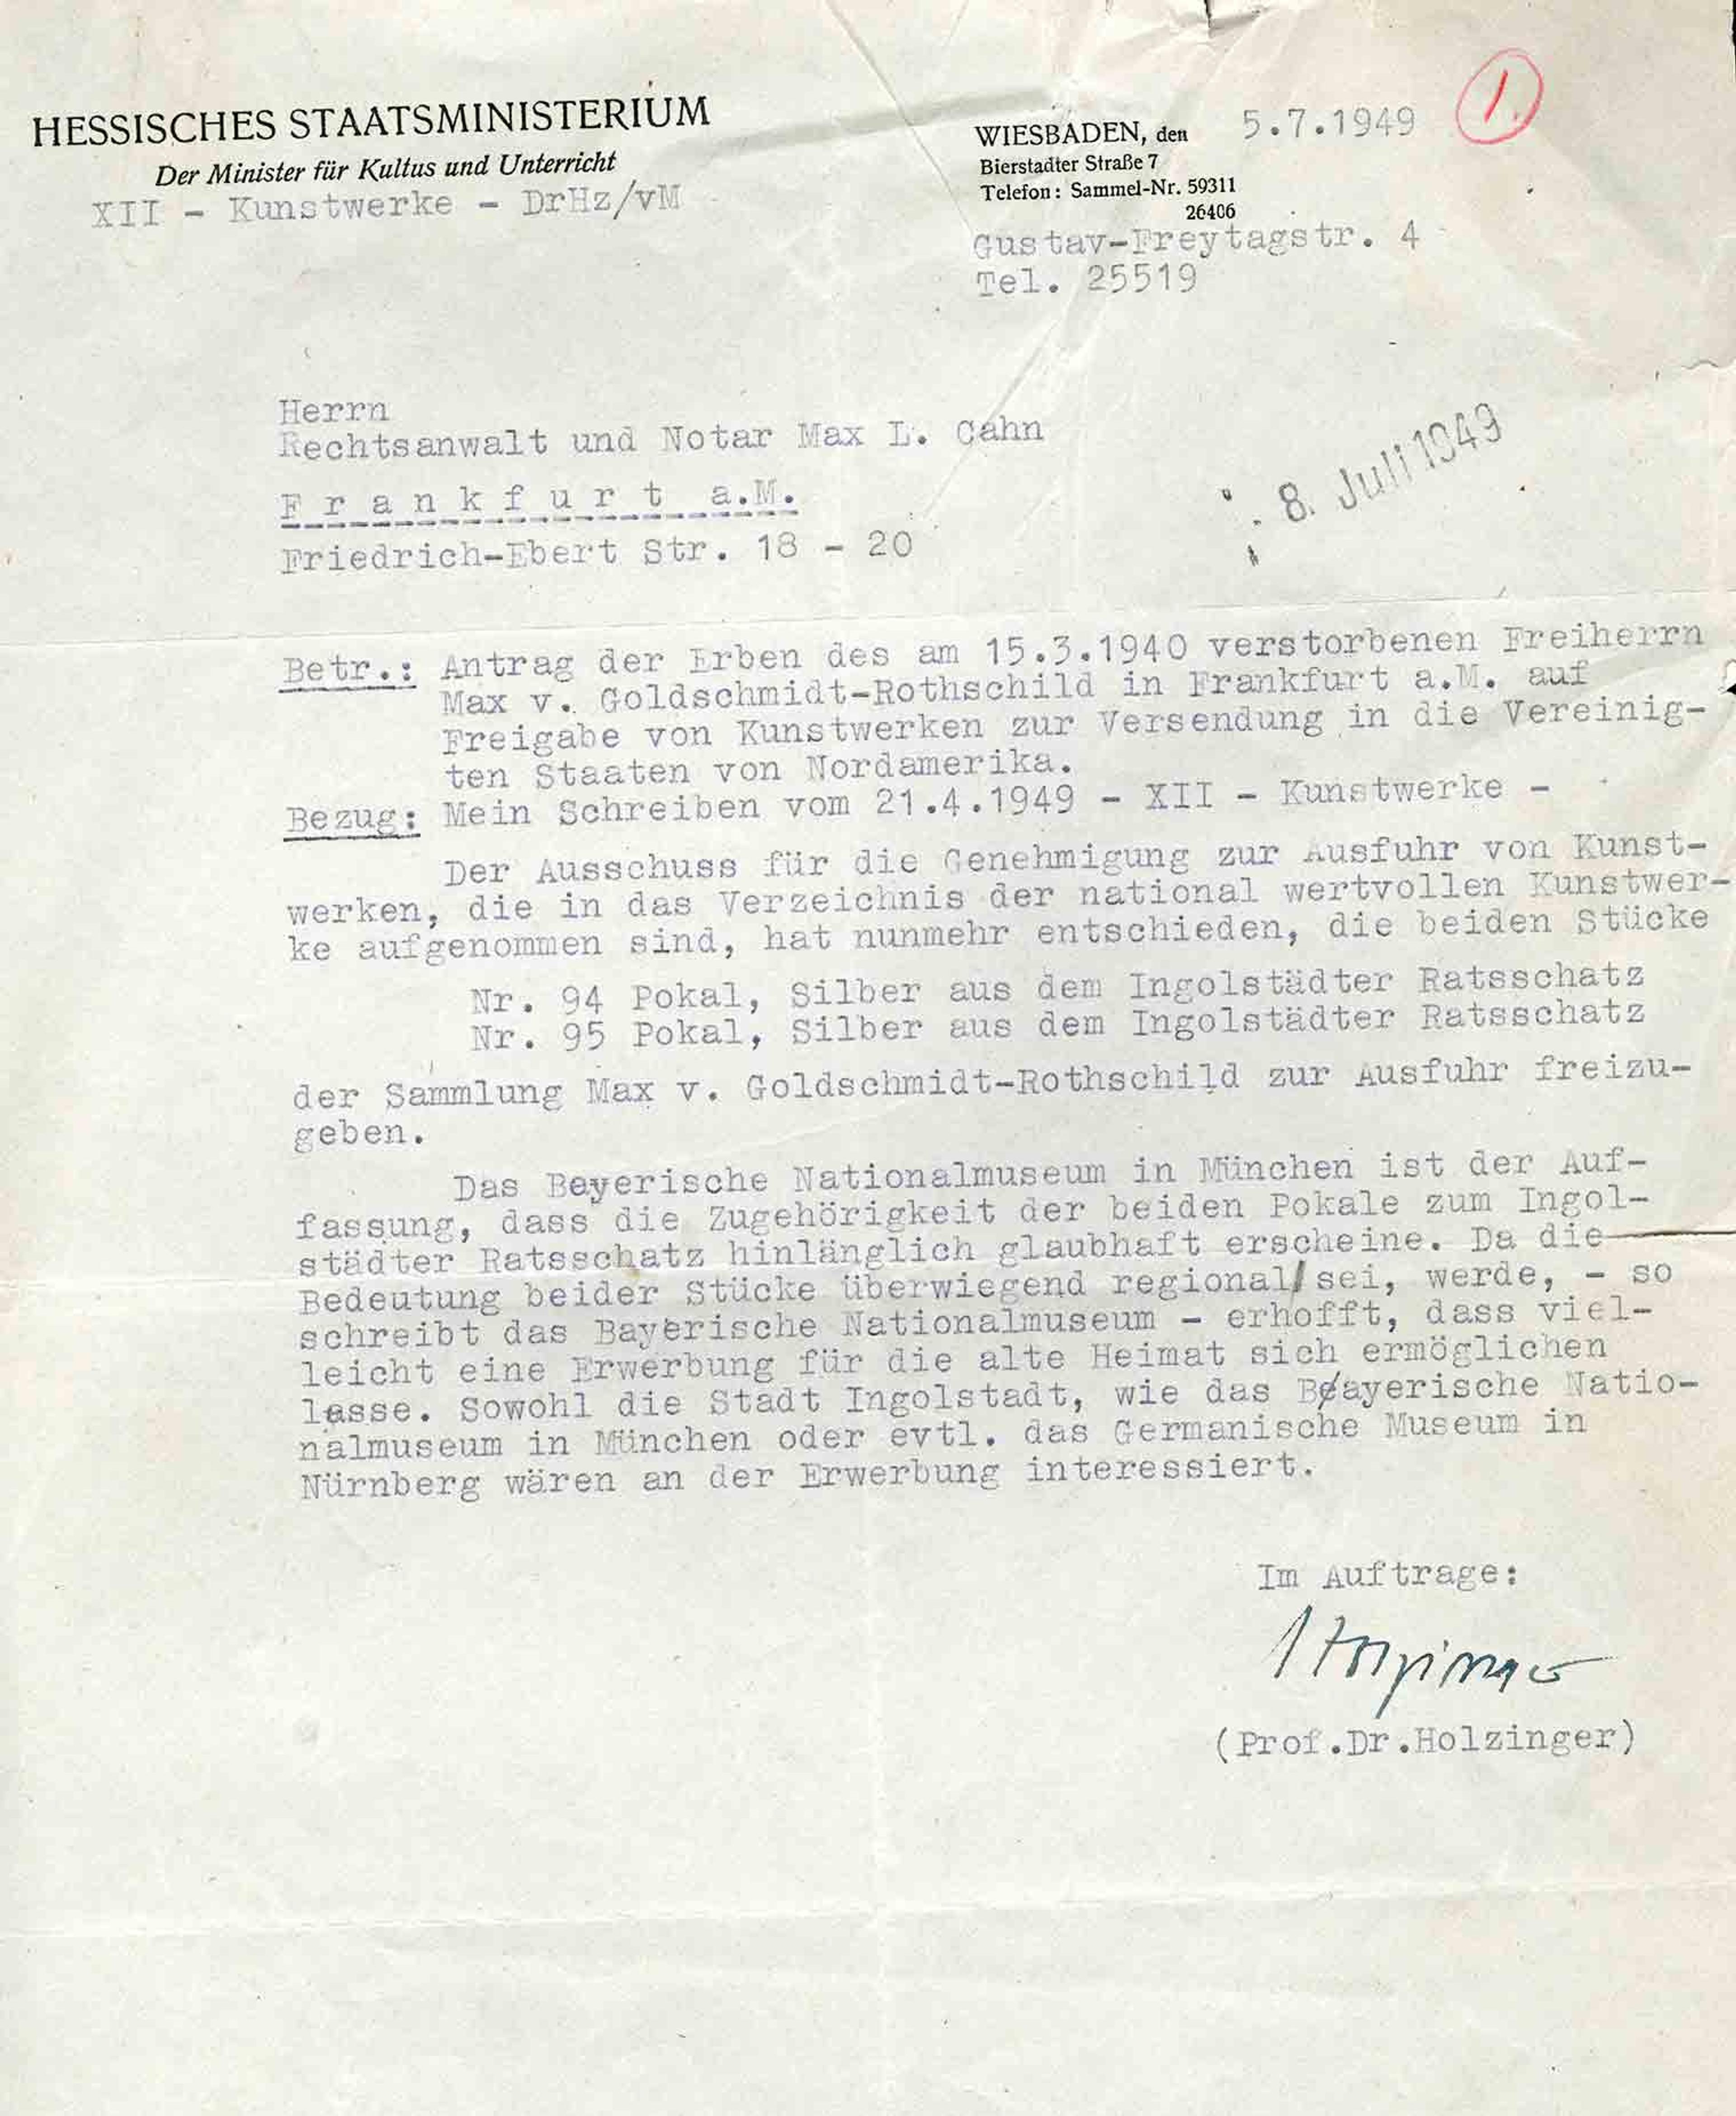 HESSISCHES STAATSMINISTERIUM
Der Minister für Kultus und Unterricht
XII - Kunstwerke - DrHz/vM
WIESBADEN, den 5.7.1949
1.
Bierstadter Straße 7
Telefon: Sammel-Nr. 59311
26406
Gustav-Freytagstr. 4
Tel. 25519
Herrn
Rechtsanwalt und Notar Max L. Cahn
Frankfurt a.M.
Friedrich-Ebert Str. 18 - 20
8. Juli 1949
Betr.: Antrag der Erben des am 15.3.1940 verstorbenen Freiherrn
Max v. Goldschmidt-Rothschild in Frankfurt a.M. auf
Freigabe von Kunstwerken zur Versendung in die Vereinig-
ten Staaten von Nordamerika.
Bezug: Mein Schreiben vom 21.4.1949 - XII - Kunstwerke -
Der Ausschuss für die Genehmigung zur Ausfuhr von Kunst-
werken, die in das Verzeichnis der national wertvollen Kunstwer-
ke aufgenommen sind, hat nunmehr entschieden, die beiden Stücke
Nr. 94 Pokal, Silber aus dem Ingolstädter Ratsschatz
Nr. 95 Pokal, Silber aus dem Ingolstädter Ratsschatz
der Sammlung Max v. Goldschmidt-Rothschild zur Ausfuhr freizu-
geben.
Das Bayerische Nationalmuseum in München ist der Auf-
fassung, dass die Zugehörigkeit der beiden Pokale zum Ingol-
städter Ratsschatz hinlänglich glaubhaft erscheine. Da die
Bedeutung beider Stücke überwiegend regional/sei, werde, - so
schreibt das Bayerische Nationalmuseum - erhofft, dass viel-
leicht eine Erwerbung für die alte Heimat sich ermöglichen
lasse. Sowohl die Stadt Ingolstadt, wie das Bayerische Natio-
nalmuseum in München oder evtl. das Germanische Museum in
Nürnberg wären an der Erwerbung interessiert.
Im Auftrage:
Holzinger
(Prof.Dr.Holzinger)